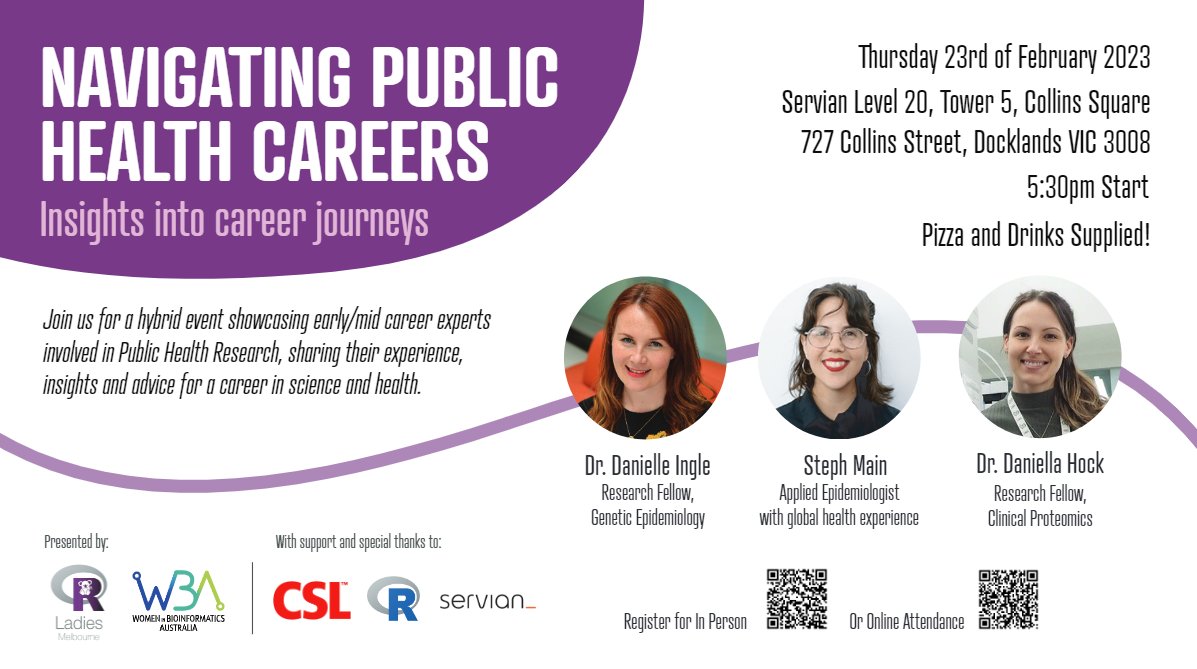 NAVIGATING PUBLIC
HEALTH CAREERS
Insights into career journeys
Thursday 23rd of February 2023
Servian Level 20, Tower 5, Collins Square
727 Collins Street, Docklands VIC 3008
5:30pm Start
Pizza and Drinks Supplied!
Join us for a hybrid event showcasing early/mid career experts
involved in Public Health Research, sharing their experience,
insights and advice for a career in science and health.
Dr. Danielle Ingle
Research Fellow,
Genetic Epidemiology
Steph Main
Applied Epidemiologist
with global health experience
Dr. Daniella Hock
Research Fellow,
Clinical Proteomics
Presented by:
R
Ladies
Melbourne
WBA
WOMEN IN BIOINFORMATICS
AUSTRALIA
With support and special thanks to:
CSL™
R
servian_
Register for In Person
Or Online Attendance